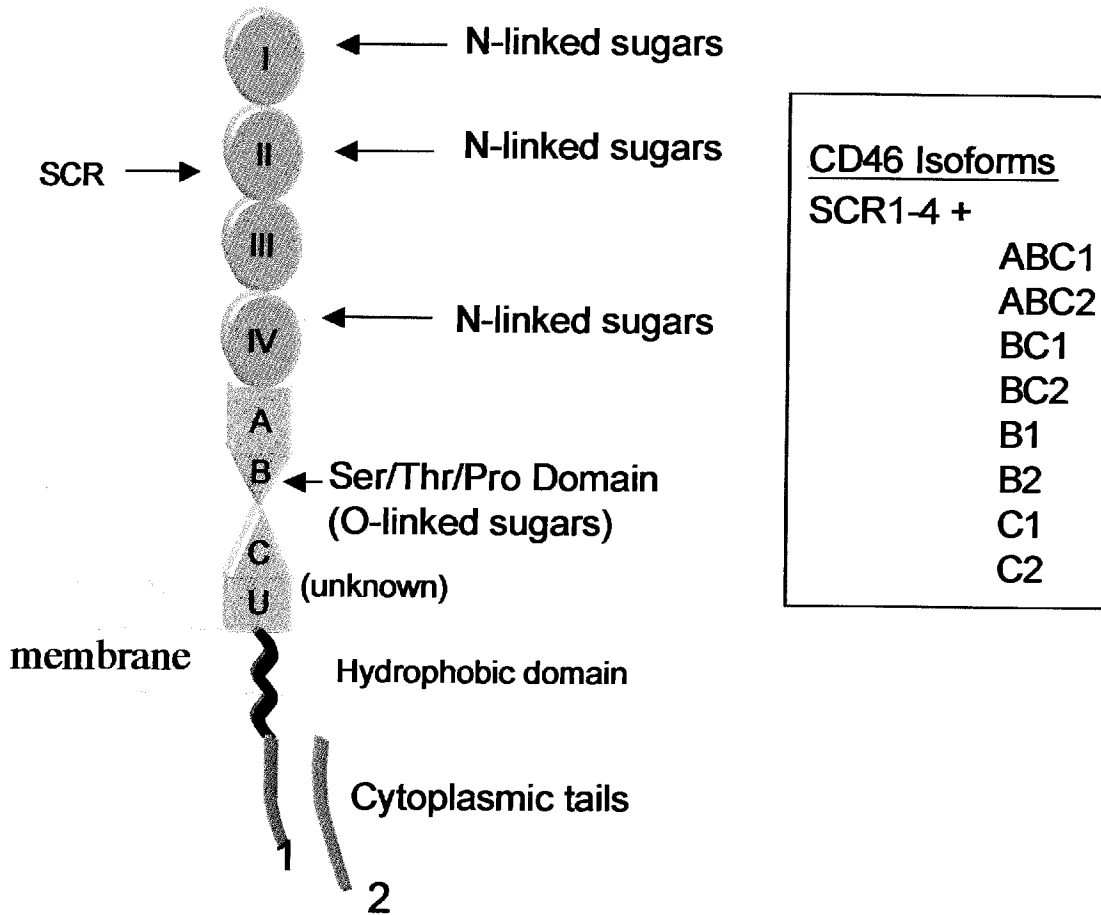 I
N-linked sugars
II
N-linked sugars
SCR
III
IV
N-linked sugars
A
B
Ser/Thr/Pro Domain
(O-linked sugars)
C
U
(unknown)
membrane
Hydrophobic domain
Cytoplasmic tails
1
2
CD46 Isoforms
SCR1-4 +
ABC1
ABC2
BC1
BC2
B1
B2
C1
C2